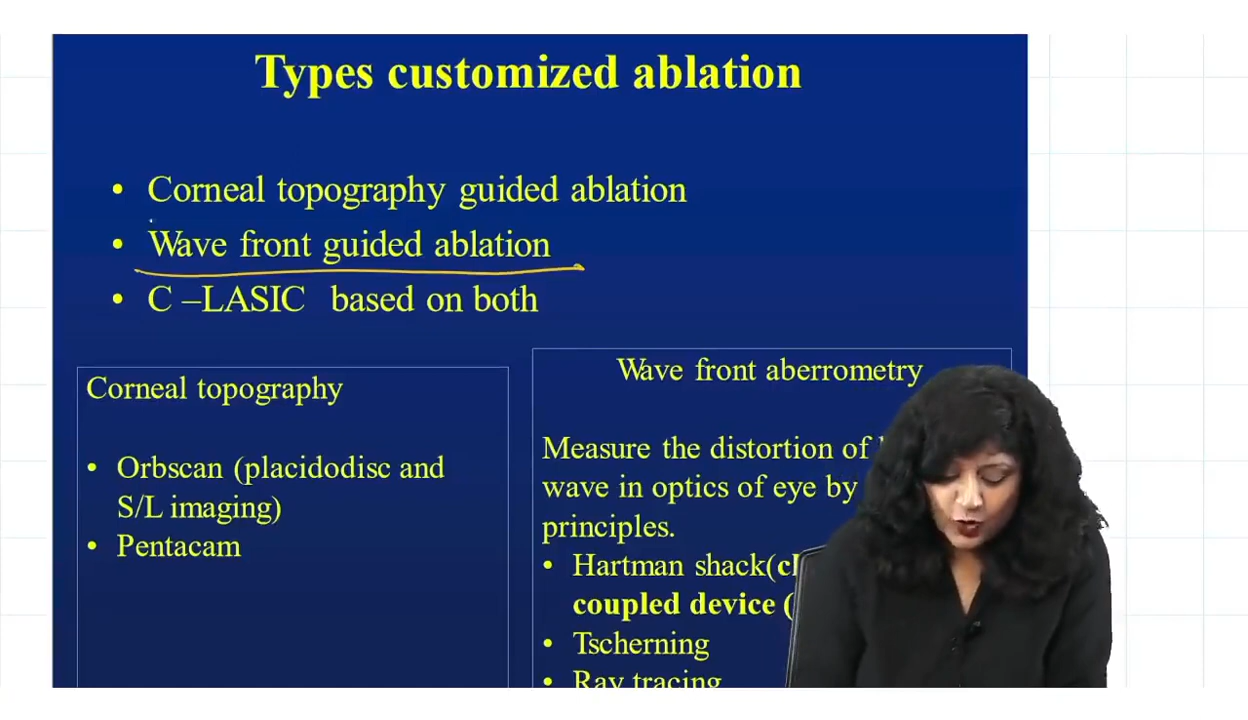 Types customized ablation
• Corneal topography guided ablation
• Wave front guided ablation
• C –LASIC based on both
Corneal topography
• Orbscan (placidodisc and
S/L imaging)
• Pentacam
Wave front aberrometry
Measure the distortion of
wave in optics of eye by
principles.
• Hartman shack(
coupled device (
• Tscherning
• Ray tracing